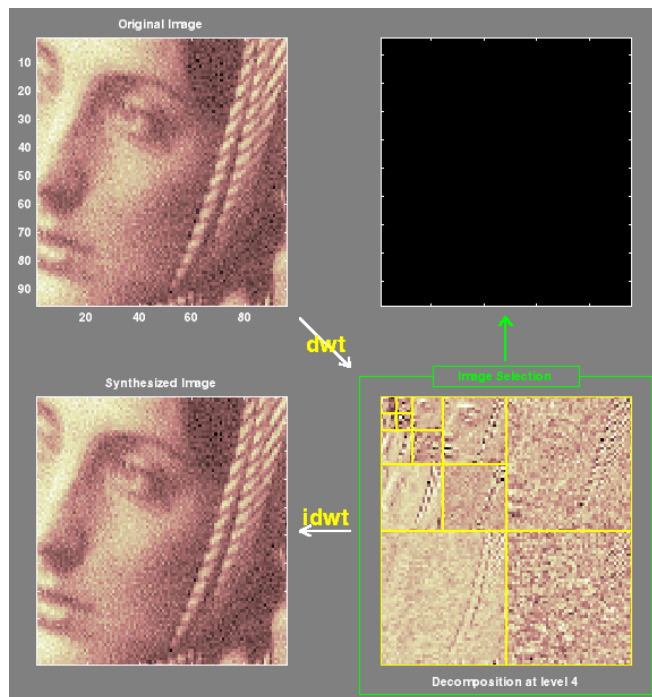 Original Image
10
20
30
40
50
60
70
80
90
20
40
60
80
dwt
Image Selection
Synthesized Image
idwt
Decomposition at level 4